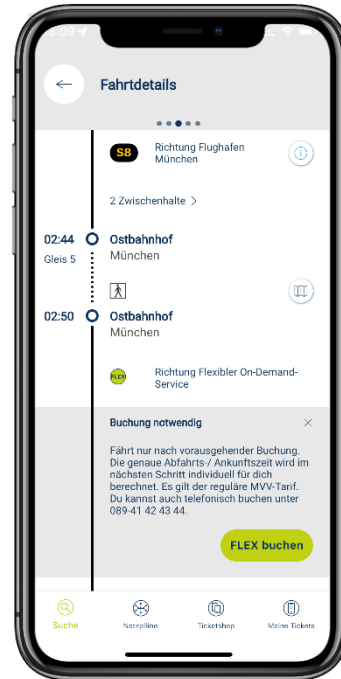 3:09
Fahrtdetails
S8
Richtung Flughafen
München
2 Zwischenhalte >
02:44 Ostbahnhof
Gleis 5 München
02:50 Ostbahnhof
München
FLEX
Richtung Flexibler On-Demand-
Service
Buchung notwendig
Fährt nur nach vorausgehender Buchung.
Die genaue Abfahrts-/ Ankunftszeit wird im
nächsten Schritt individuell für dich
berechnet. Es gilt der reguläre MVV-Tarif.
Du kannst auch telefonisch buchen unter
089-41 42 43 44.
FLEX buchen
Suche Netzpläne Ticketshop Meine Tickets